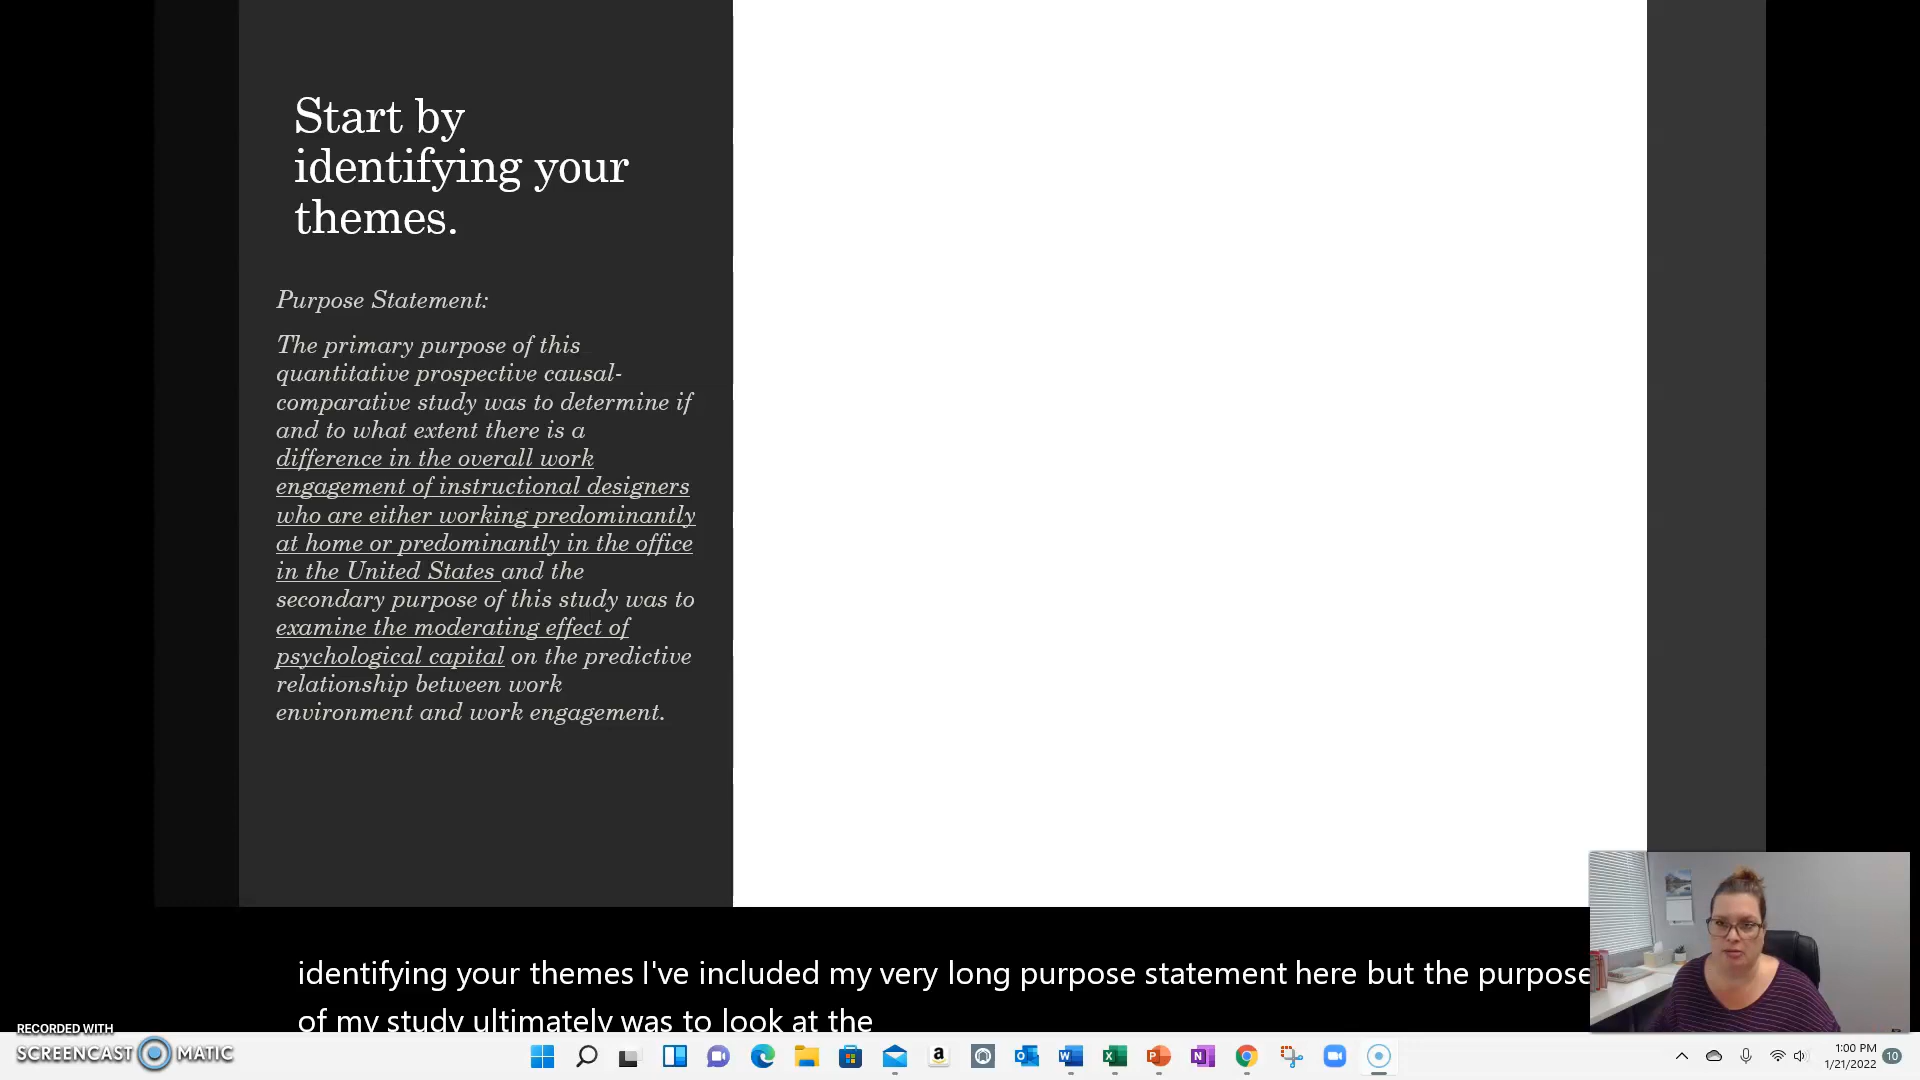 Start by
identifying your
themes.
Purpose Statement:
The primary purpose of this
quantitative prospective causal-
comparative study was to determine if
and to what extent there is a
difference in the overall work
engagement of instructional designers
who are either working predominantly
at home or predominantly in the office
in the United States and the
secondary purpose of this study was to
examine the moderating effect of
psychological capital on the predictive
relationship between work
environment and work engagement.
identifying your themes I've included my very long purpose statement here but the purpose
of my study ultimately was to look at the
RECORDED WITH
SCREENCAST MATIC
1:00 PM
1/21/2022
10